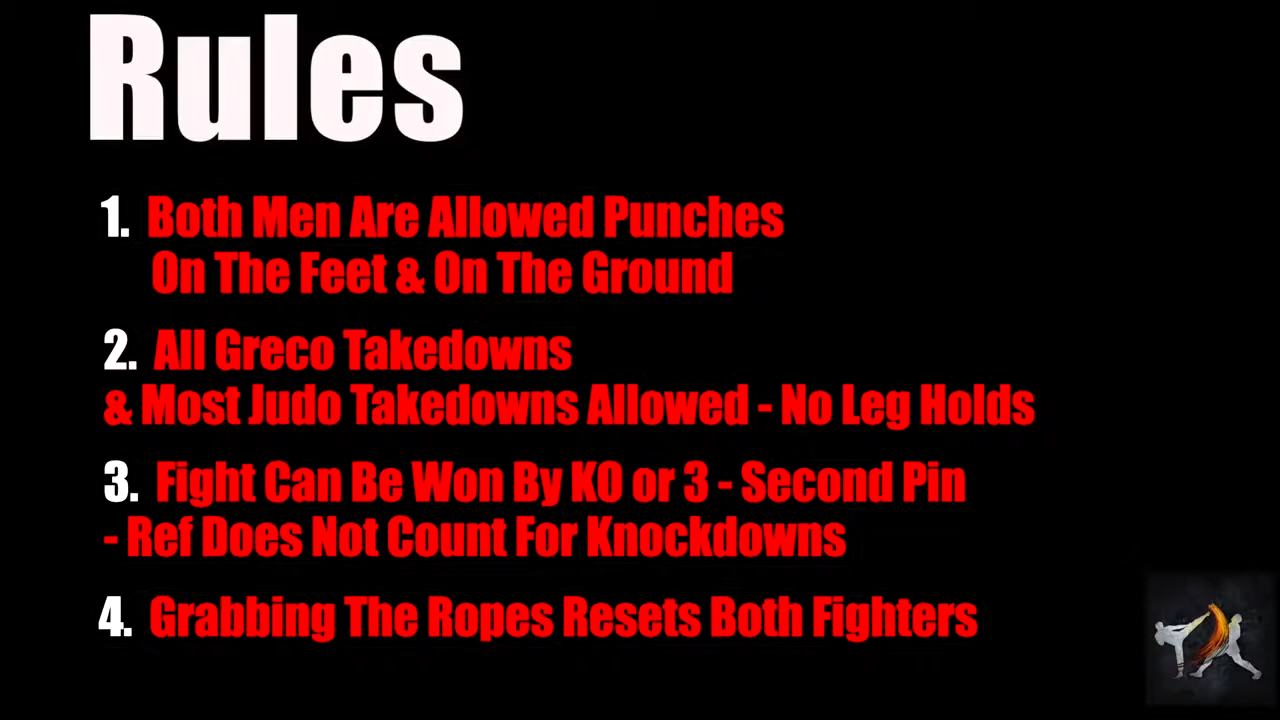 Rules
1. Both Men Are Allowed Punches
On The Feet & On The Ground
2. All Greco Takedowns
& Most Judo Takedowns Allowed - No Leg Holds
3. Fight Can Be Won By KO or 3 - Second Pin
- Ref Does Not Count For Knockdowns
4. Grabbing The Ropes Resets Both Fighters